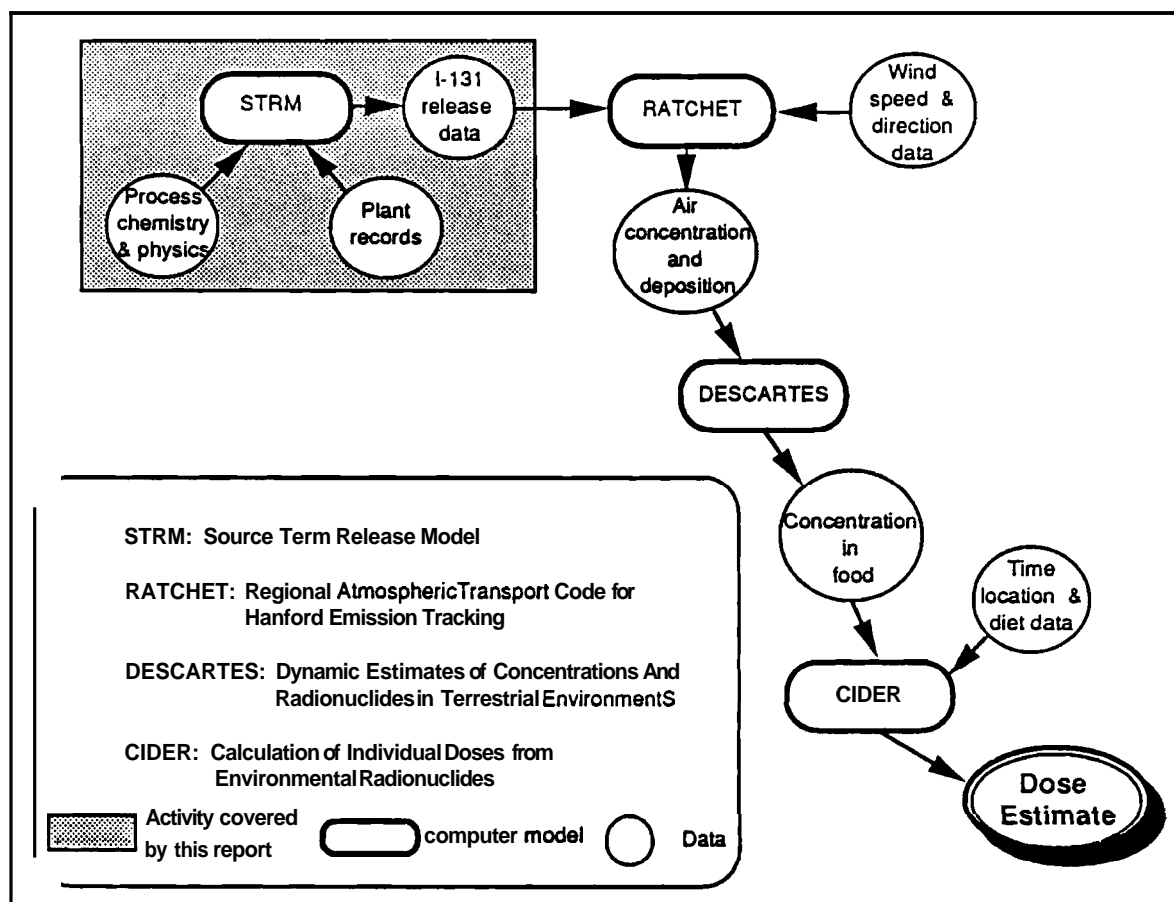 STRM
I-131
release
data
RATCHET
Wind
speed &
direction
data
Process
chemistry
& physics
Plant
records
Air
concentration
and
deposition
DESCARTES
Concentration
in
food
Time
location &
diet data
CIDER
Dose
Estimate
STRM: Source Term Release Model
RATCHET: Regional Atmospheric Transport Code for
Hanford Emission Tracking
DESCARTES: Dynamic Estimates of Concentrations And
Radionuclides in Terrestrial EnvironmentS
CIDER: Calculation of Individual Doses from
Environmental Radionuclides
Activity covered
by this report
computer model
Data